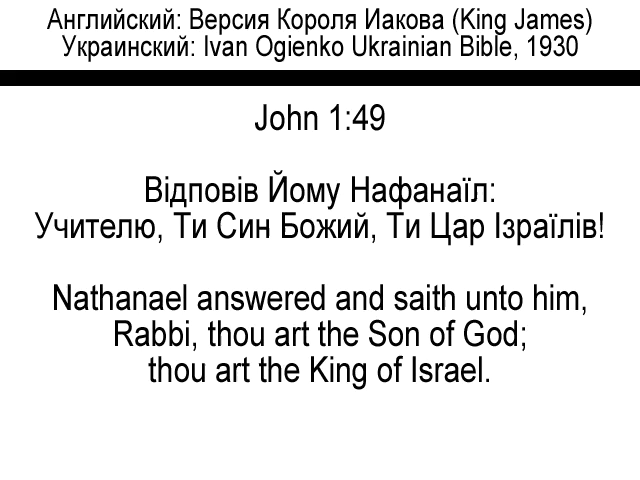 Английский: Версия Короля Иакова (King James)
Украинский: Ivan Ogienko Ukrainian Bible, 1930
John 1:49
Відповів Йому Нафанаїл:
Учителю, Ти Син Божий, Ти Цар Ізраїлів!
Nathanael answered and saith unto him,
Rabbi, thou art the Son of God;
thou art the King of Israel.